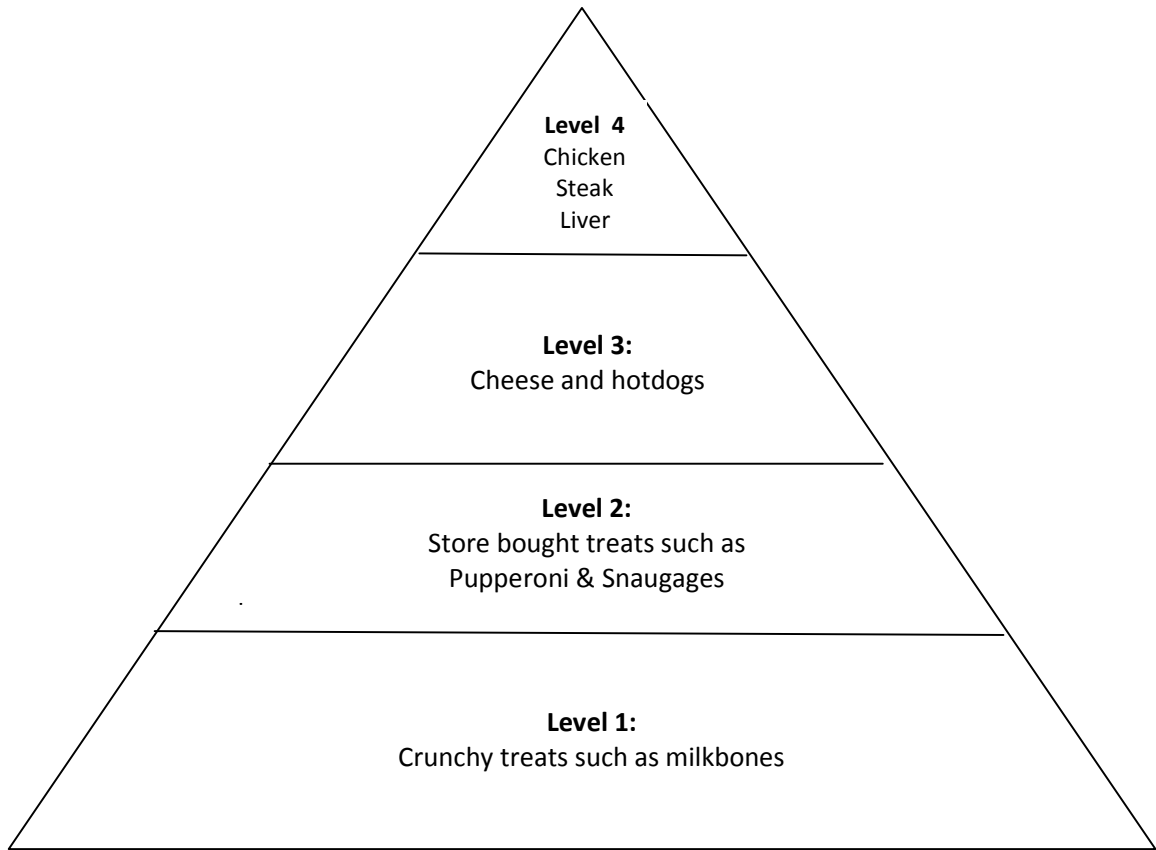 Level 4
Chicken
Steak
Liver
Level 3:
Cheese and hotdogs
Level 2:
Store bought treats such as
Pupperoni & Snaugages
Level 1:
Crunchy treats such as milkbones